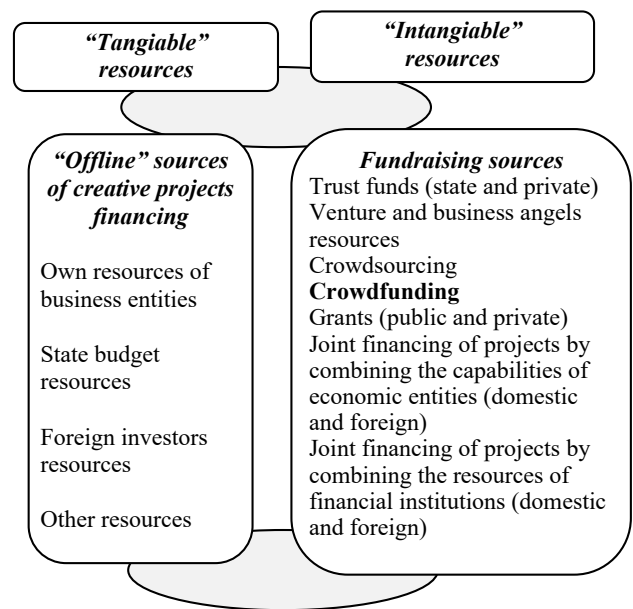 “Tangiable”
resources
“Intangiable”
resources
“Offline” sources
of creative projects
financing
Own resources of
business entities
State budget
resources
Foreign investors
resources
Other resources
Fundraising sources
Trust funds (state and private)
Venture and business angels
resources
Crowdsourcing
Crowdfunding
Grants (public and private)
Joint financing of projects by
combining the capabilities of
economic entities (domestic
and foreign)
Joint financing of projects by
combining the resources of
financial institutions (domestic
and foreign)